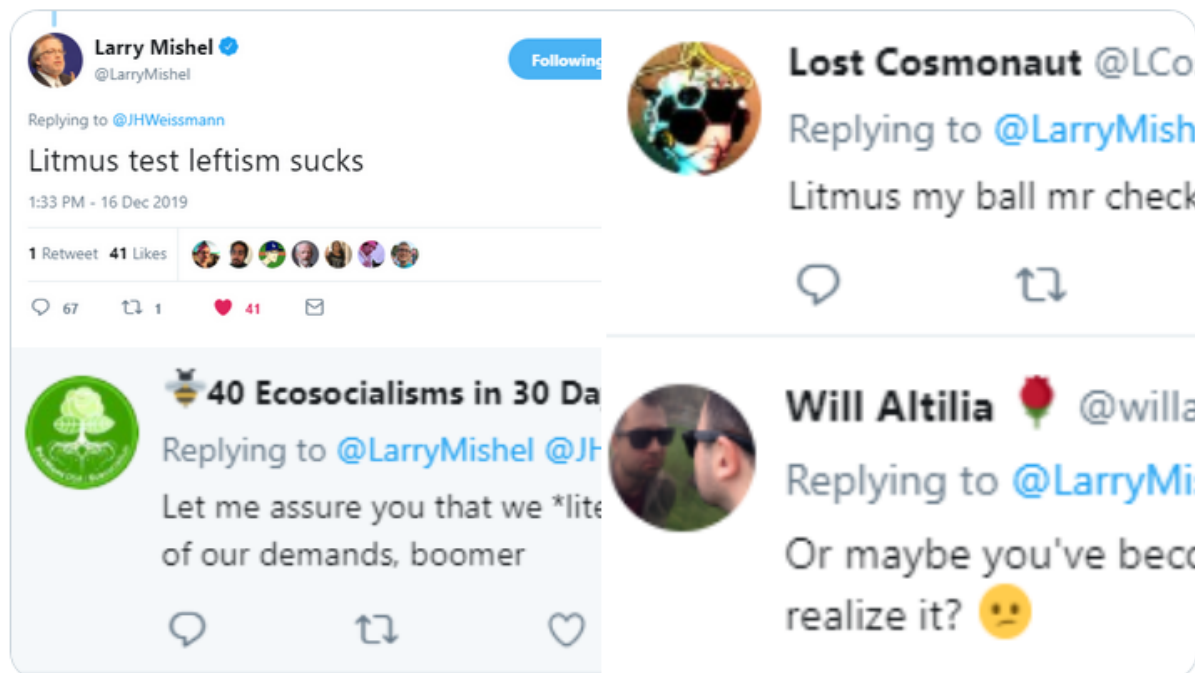 Larry Mishel
@LarryMishel
Following
Replying to @JHWeissmann
Litmus test leftism sucks
1:33 PM - 16 Dec 2019
1 Retweet 41 Likes
67 1 41
40 Ecosocialisms in 30 Da
Replying to @LarryMishel @JH
Let me assure you that we *lite
of our demands, boomer
Lost Cosmonaut @LCo
Replying to @LarryMish
Litmus my ball mr check
Will Altilia @willa
Replying to @LarryMis
Or maybe you've beco
realize it?